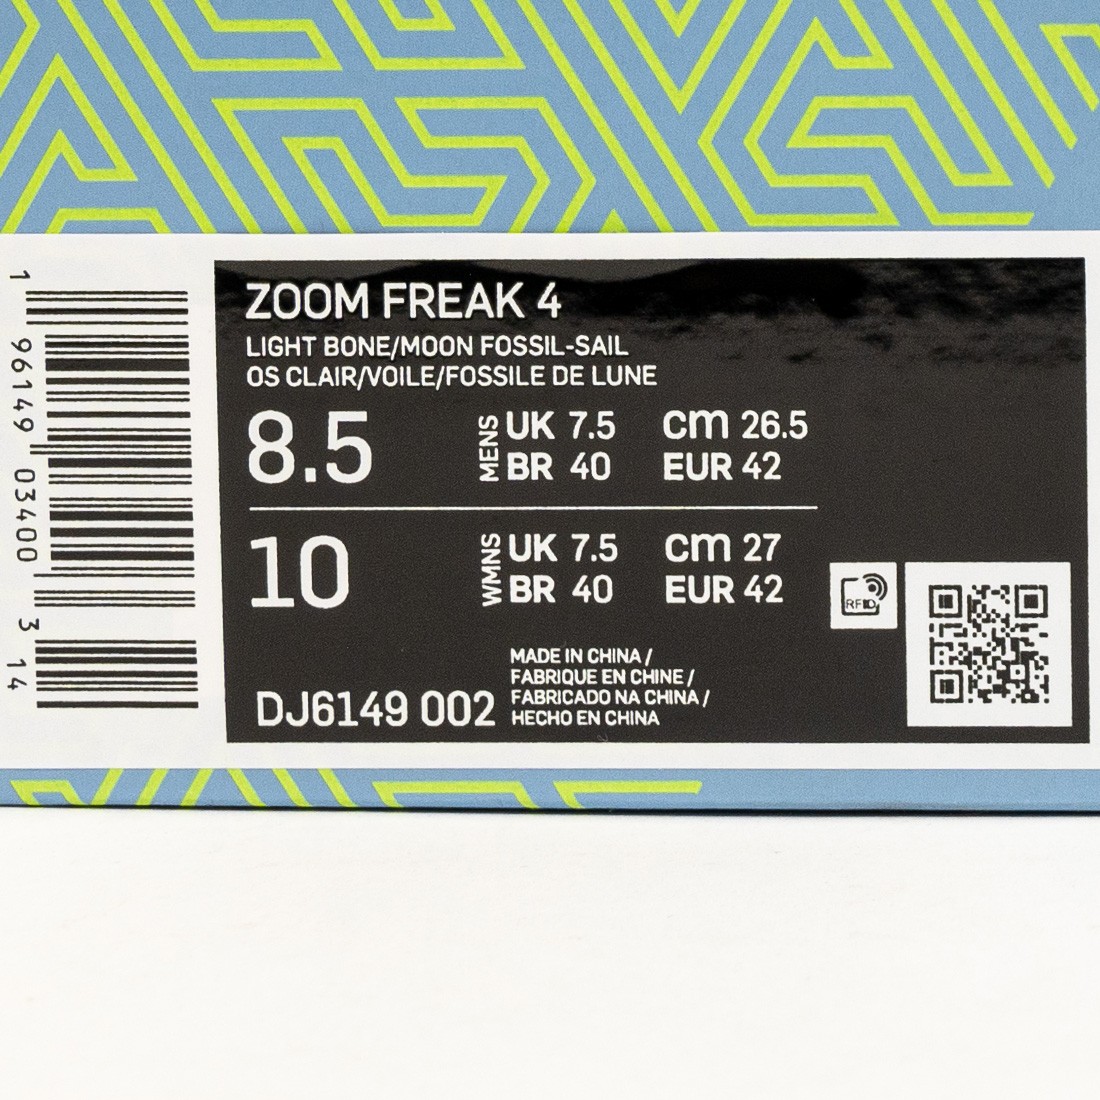 ZOOM FREAK 4
LIGHT BONE/MOON FOSSIL-SAIL
OS CLAIR/VOILE/FOSSILE DE LUNE
8.5 MENS UK 7.5 cm 26.5
BR 40 EUR 42
10 WMNS UK 7.5 cm 27
BR 40 EUR 42
RFID
MADE IN CHINA /
FABRIQUE EN CHINE /
FABRICADO NA CHINA /
HECHO EN CHINA
DJ6149 002
1 96149 03400 3 14